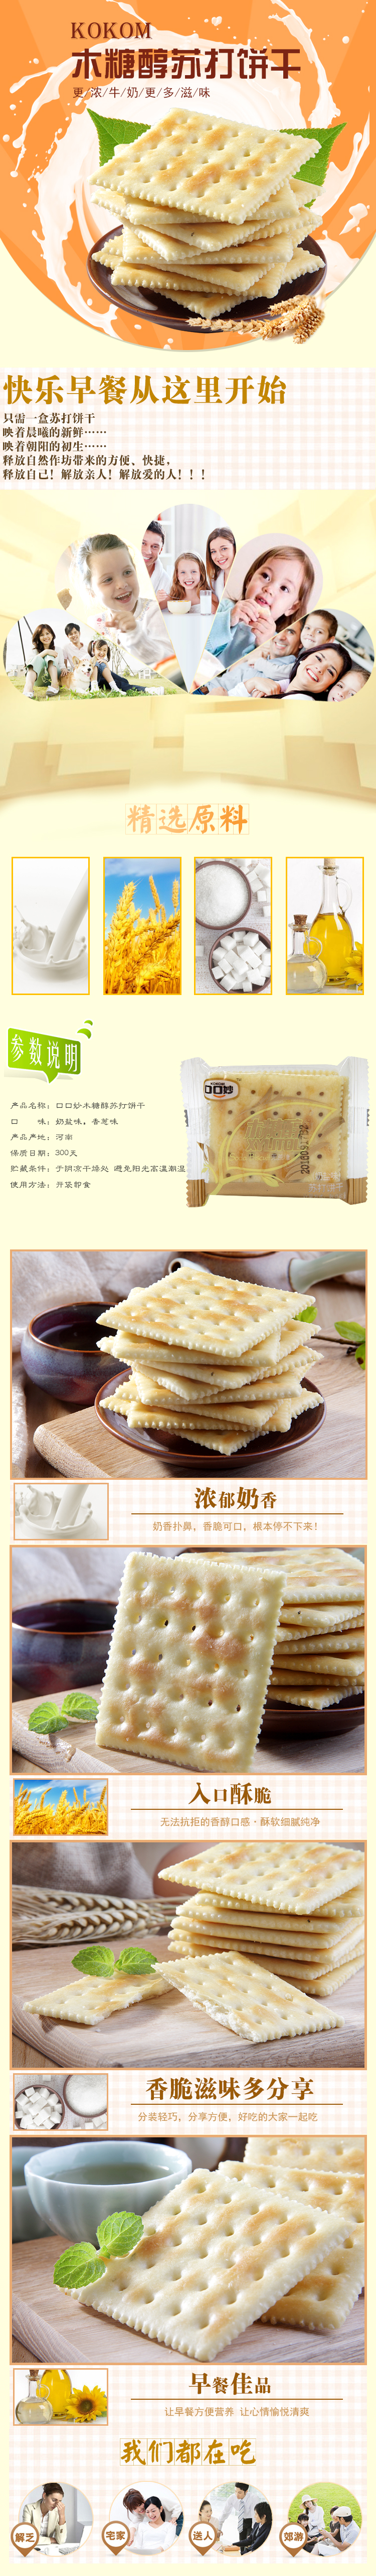 KOKOM
木糖醇苏打饼干
更/浓/牛/奶/更/多/滋/味
快乐早餐从这里开始
只需一盒苏打饼干
唤着晨曦的新鲜……
唤着朝阳的初生……
释放自然作坊带来的方便、快捷,
释放自己!解放亲人!解放爱的人!!!
精选原料
参数说明
产品名称:口口妙木糖醇苏打饼干
口 味:奶盐味,香葱味
产品产地:河南
保质日期:300天
贮藏条件:于阴凉干燥处 避免阳光高温潮湿
使用方法:开袋即食
口口妙
木糖醇
苏打饼干
浓郁奶香
奶香扑鼻,香脆可口,根本停不下来!
入口酥脆
无法抗拒的香醇口感·酥软细腻纯净
香脆滋味多分享
分装轻巧,分享方便,好吃的大家一起吃
早餐佳品
让早餐方便营养 让心情愉悦清爽
我们都在吃
解乏
宅家
送人
郊游